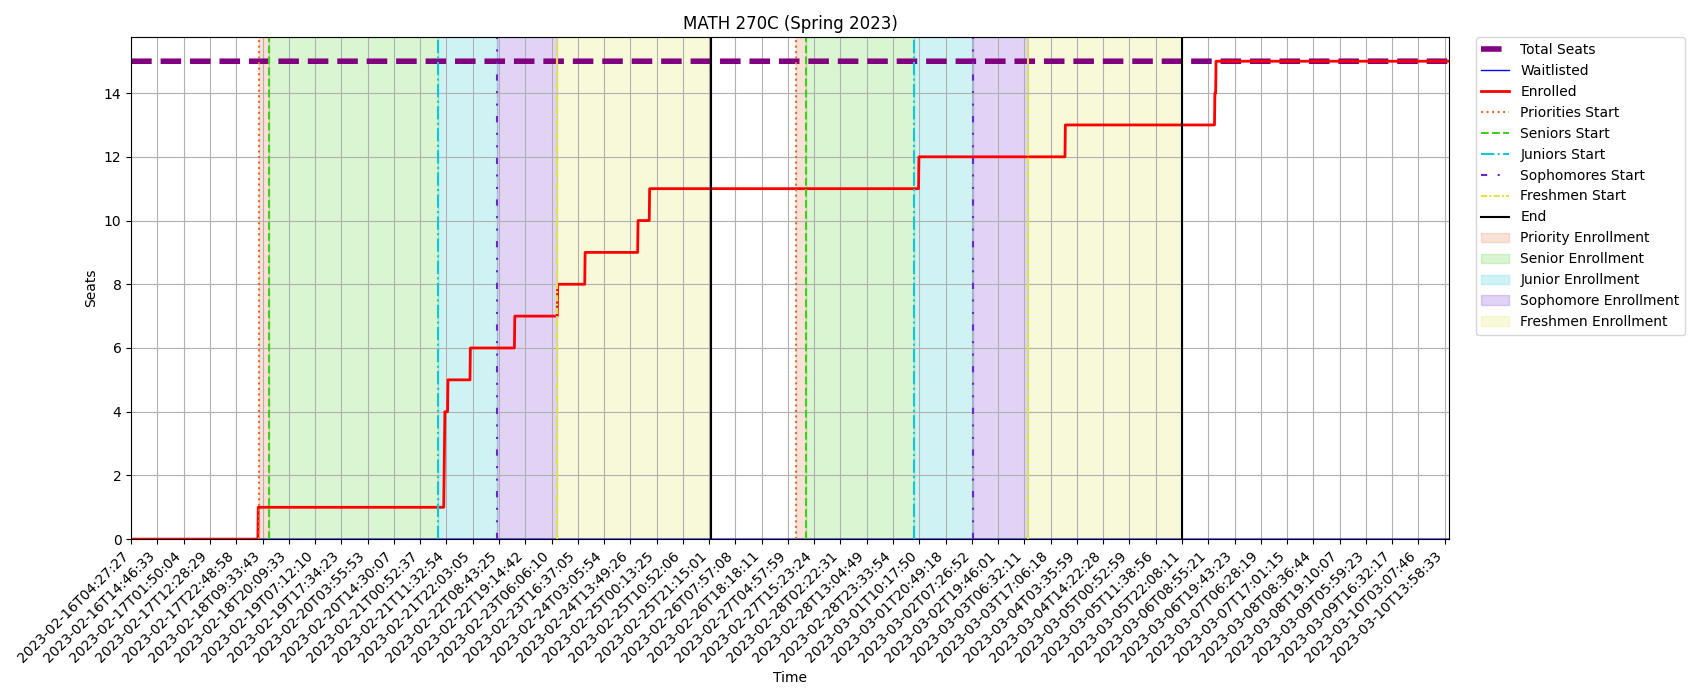 MATH 270C (Spring 2023)
Seats
14
12
10
8
6
4
2
0
2023-02-16T04:27:27
2023-02-16T14:46:33
2023-02-17T01:50:04
2023-02-17T12:28:29
2023-02-17T22:48:58
2023-02-18T09:33:43
2023-02-18T20:09:33
2023-02-19T07:12:10
2023-02-19T17:34:23
2023-02-20T03:55:53
2023-02-20T14:30:07
2023-02-21T00:52:37
2023-02-21T11:32:54
2023-02-21T22:03:05
2023-02-22T08:43:25
2023-02-22T19:14:42
2023-02-23T06:06:10
2023-02-23T16:37:05
2023-02-24T03:05:54
2023-02-24T13:49:26
2023-02-25T00:13:25
2023-02-25T10:52:06
2023-02-25T21:15:01
2023-02-26T07:57:08
2023-02-26T18:18:11
2023-02-27T04:57:59
2023-02-27T15:23:24
2023-02-28T02:22:31
2023-02-28T13:04:49
2023-02-28T23:33:54
2023-03-01T10:17:50
2023-03-01T20:49:18
2023-03-02T07:26:52
2023-03-02T19:46:01
2023-03-03T06:32:11
2023-03-03T17:06:18
2023-03-04T03:35:59
2023-03-04T14:22:28
2023-03-05T00:52:59
2023-03-05T11:38:56
2023-03-05T22:08:11
2023-03-06T08:55:21
2023-03-06T19:43:23
2023-03-07T06:28:19
2023-03-07T17:01:15
2023-03-08T08:36:44
2023-03-08T19:10:07
2023-03-09T05:59:23
2023-03-09T16:32:17
2023-03-10T03:07:46
2023-03-10T13:58:33
Time
Total Seats
Waitlisted
Enrolled
Priorities Start
Seniors Start
Juniors Start
Sophomores Start
Freshmen Start
End
Priority Enrollment
Senior Enrollment
Junior Enrollment
Sophomore Enrollment
Freshmen Enrollment